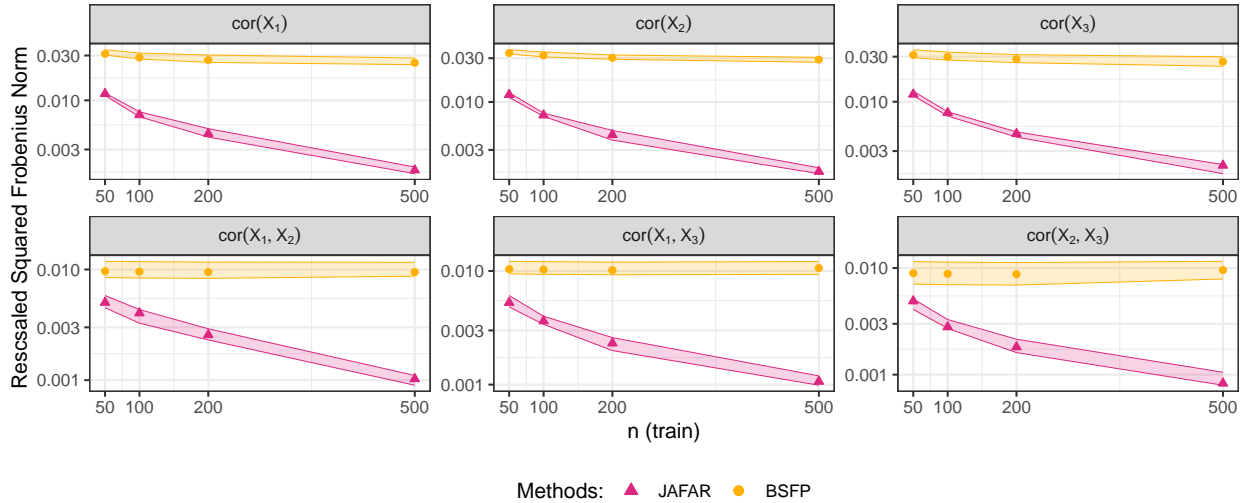 cor(X₁)
cor(X₂)
cor(X₃)
0.030
0.010
0.003
50 100 200 500
0.030
0.010
0.003
50 100 200 500
0.030
0.010
0.003
50 100 200 500
Rescsaled Squared Frobenius Norm
cor(X₁, X₂)
cor(X₁, X₃)
cor(X₂, X₃)
0.010
0.003
0.001
50 100 200 500
0.010
0.003
0.001
50 100 200 500
0.010
0.003
0.001
50 100 200 500
n (train)
Methods: JAFAR BSFP